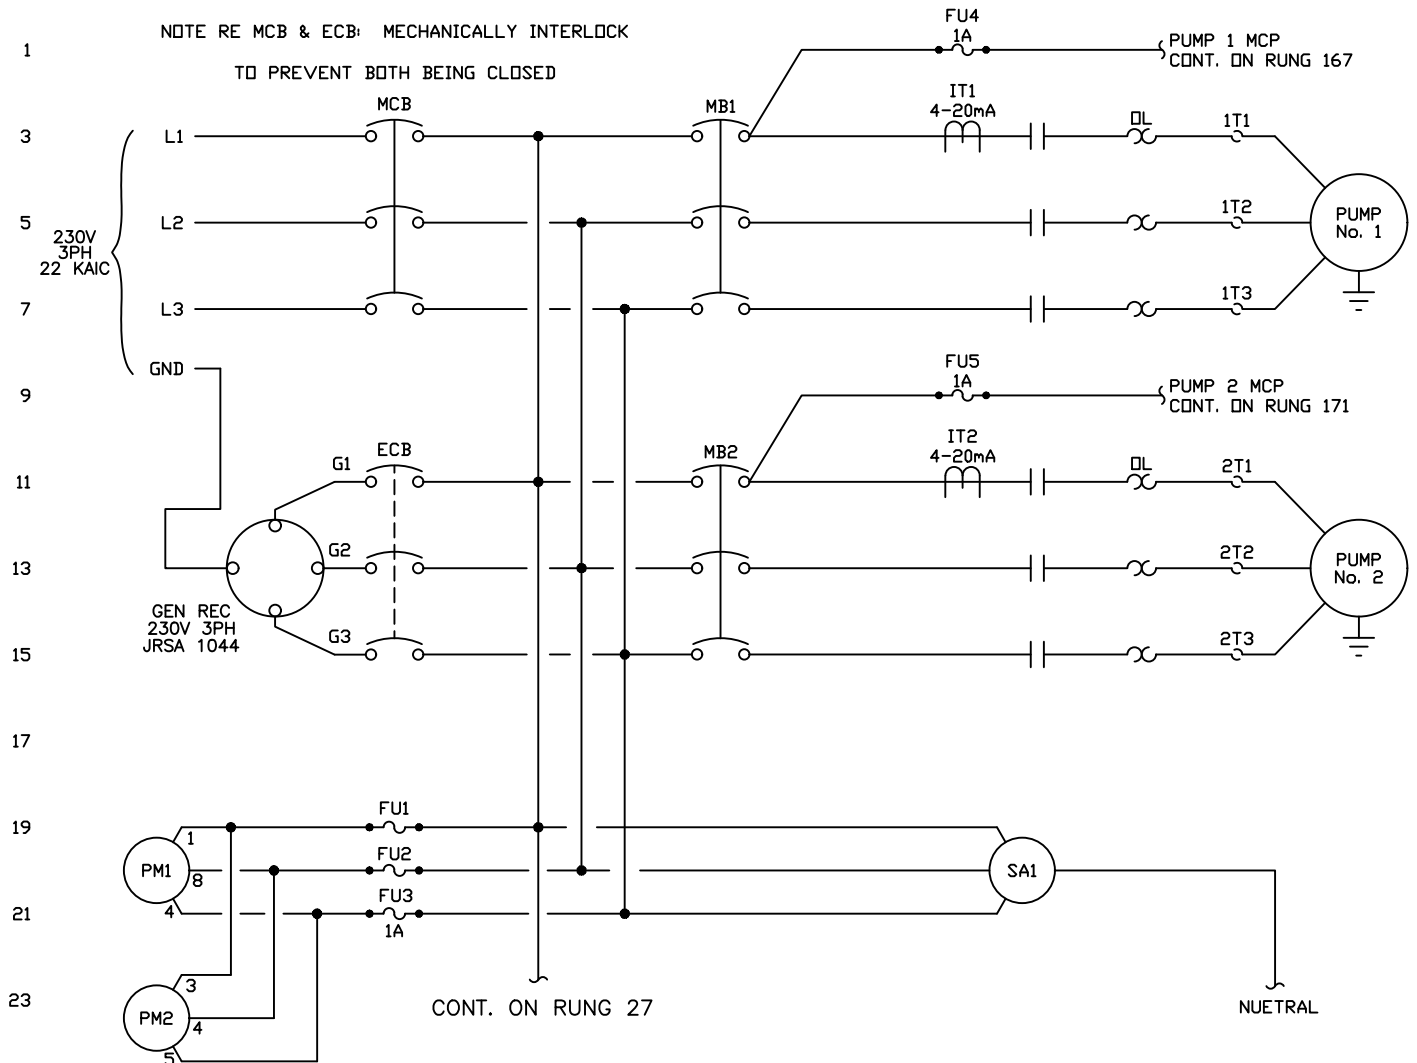 NOTE RE MCB & ECB: MECHANICALLY INTERLOCK
TO PREVENT BOTH BEING CLOSED
FU4
1A
1
PUMP 1 MCP
CONT. ON RUNG 167
MCB
MB1
IT1
4-20mA
OL
1T1
3
L1
5
L2
1T2
PUMP
No. 1
230V
3PH
22 KAIC
7
L3
1T3
GND
FU5
1A
9
PUMP 2 MCP
CONT. ON RUNG 171
ECB
MB2
IT2
4-20mA
OL
2T1
11
G1
13
G2
2T2
PUMP
No. 2
GEN REC
230V 3PH
JRSA 1044
15
G3
2T3
17
FU1
19
1
FU2
PM1
8
SA1
FU3
21
4
1A
3
23
CONT. ON RUNG 27
NUETRAL
PM2
4
5